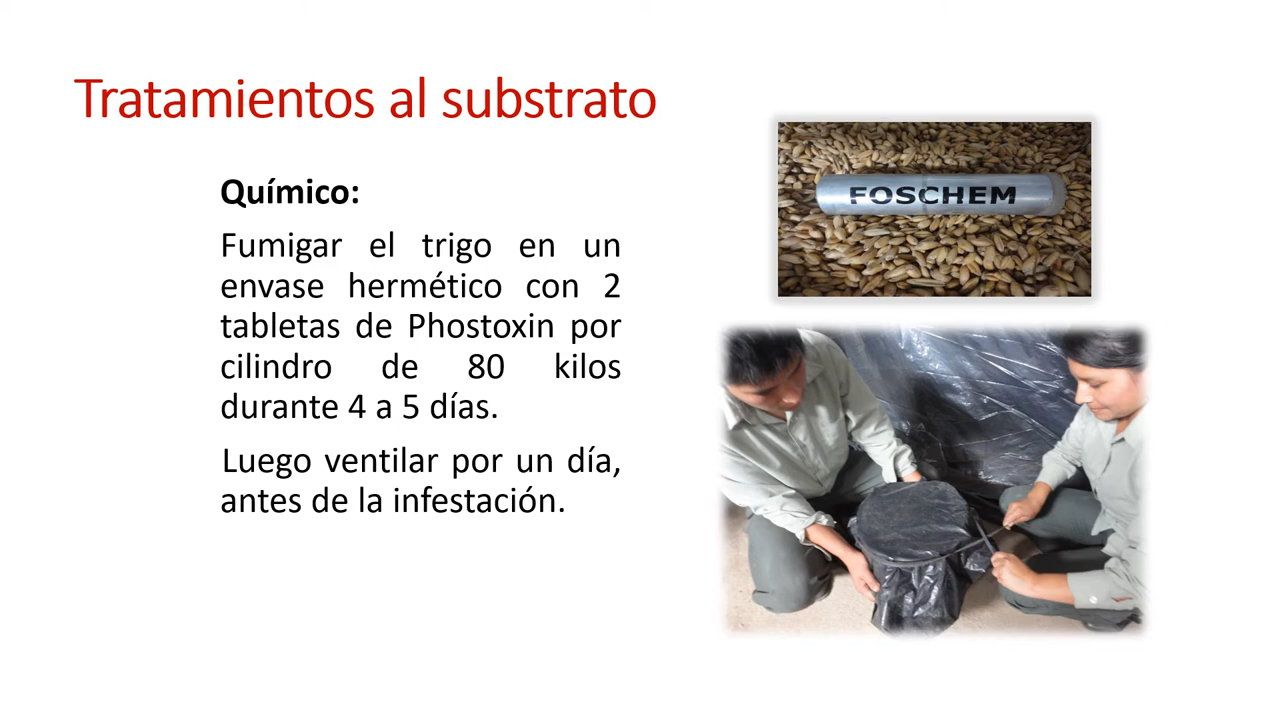 Tratamientos al substrato
Químico:
Fumigar el trigo en un
envase hermético con 2
tabletas de Phostoxin por
cilindro de 80 kilos
durante 4 a 5 días.
Luego ventilar por un día,
antes de la infestación.
FOSCHEM